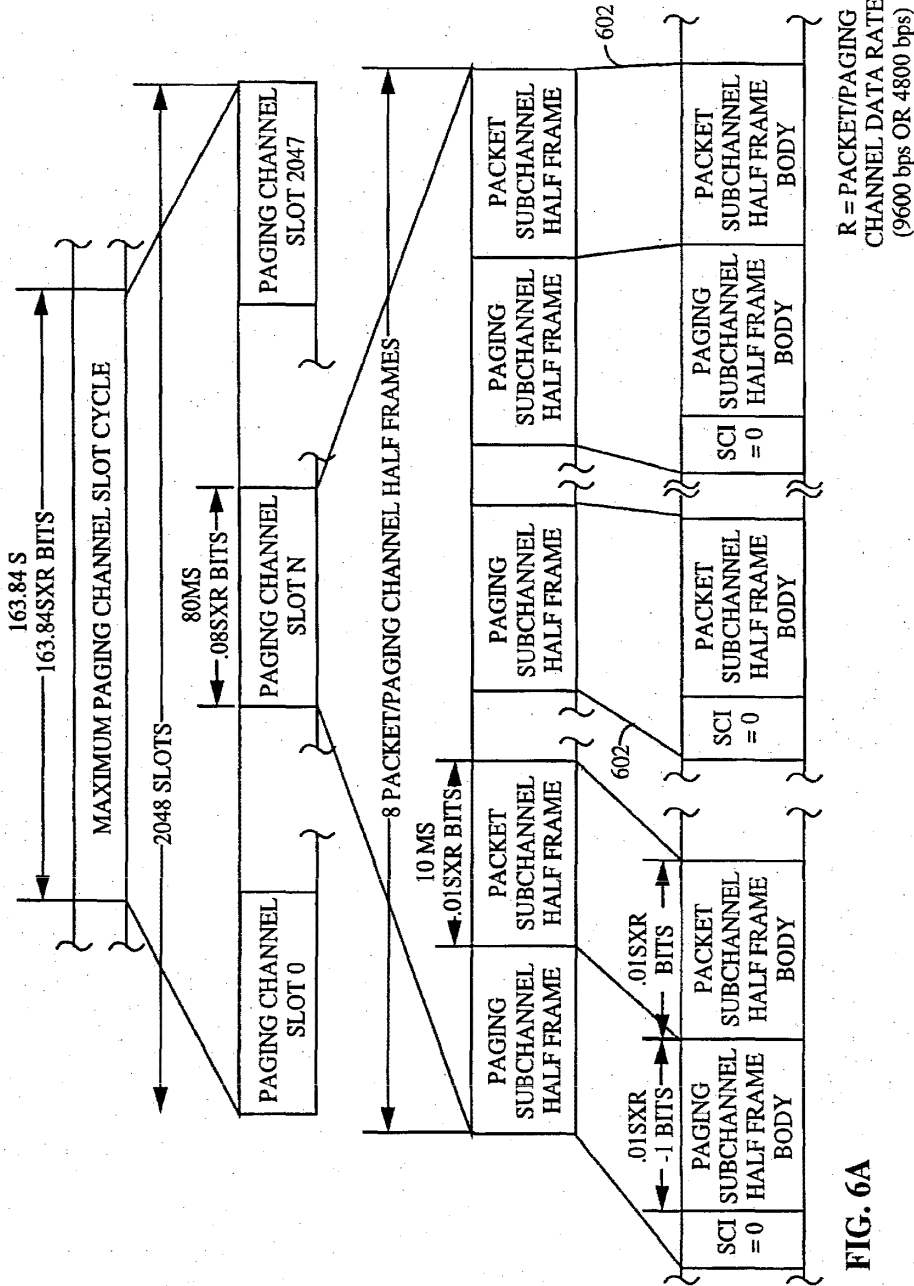 163.84 S
163.84SXR BITS
MAXIMUM PAGING CHANNEL SLOT CYCLE
2048 SLOTS
PAGING CHANNEL
SLOT 0
80MS
.08SXR BITS
PAGING CHANNEL
SLOT N
PAGING CHANNEL
SLOT 2047
8 PACKET/PAGING CHANNEL HALF FRAMES
10 MS
.01SXR BITS
PAGING
SUBCHANNEL
HALF FRAME
PACKET
SUBCHANNEL
HALF FRAME
PAGING
SUBCHANNEL
HALF FRAME
PAGING
SUBCHANNEL
HALF FRAME
PACKET
SUBCHANNEL
HALF FRAME
602
602
.01SXR
-1 BITS
.01SXR
BITS
SCI
= 0
PAGING
SUBCHANNEL
HALF FRAME
BODY
PACKET
SUBCHANNEL
HALF FRAME
BODY
SCI
= 0
PACKET
SUBCHANNEL
HALF FRAME
BODY
SCI
= 0
PAGING
SUBCHANNEL
HALF FRAME
BODY
PACKET
SUBCHANNEL
HALF FRAME
BODY
R = PACKET/PAGING
CHANNEL DATA RATE
(9600 bps OR 4800 bps)
FIG. 6A